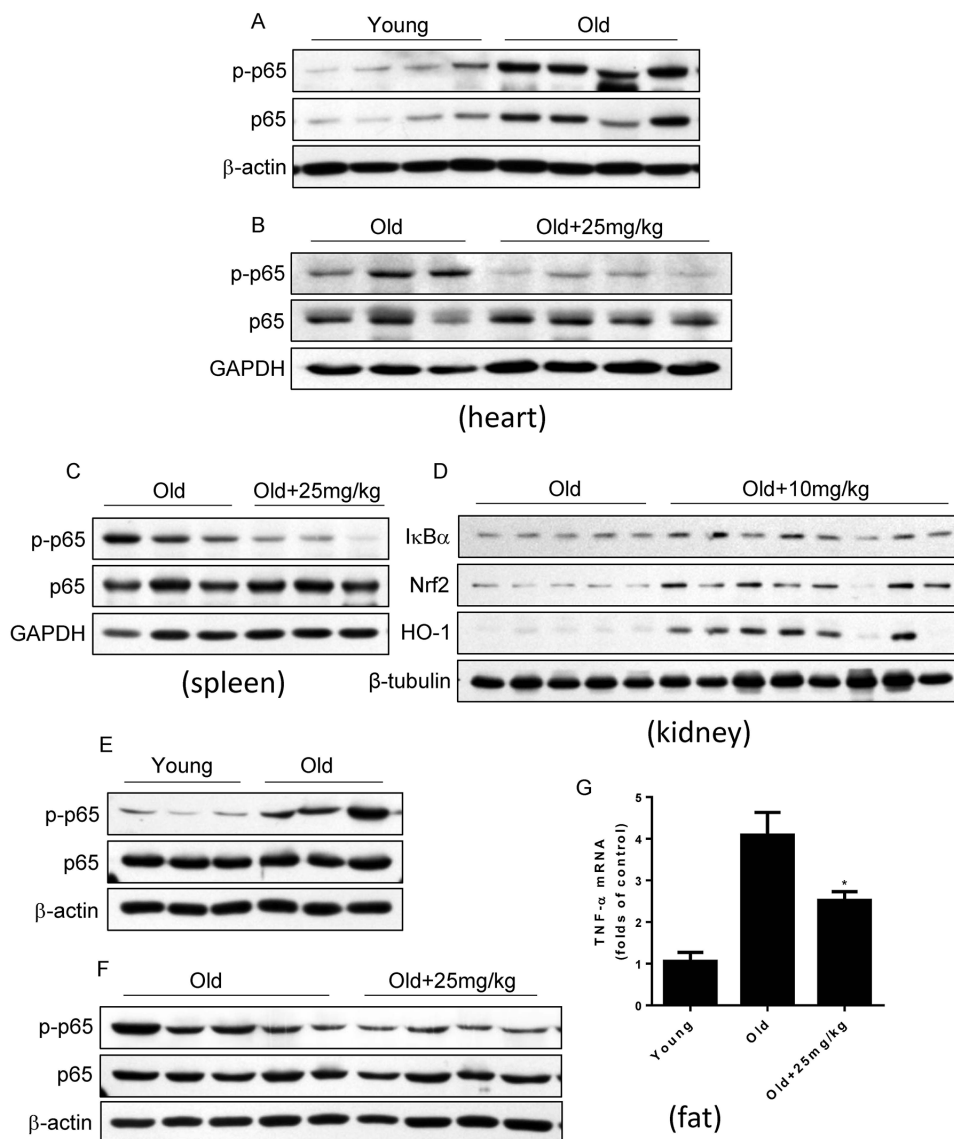 A
Young Old
p-p65
p65
β-actin
B
Old Old+25mg/kg
p-p65
p65
GAPDH
(heart)
C
Old Old+25mg/kg
p-p65
p65
GAPDH
(spleen)
D
Old Old+10mg/kg
IκBα
Nrf2
HO-1
β-tubulin
(kidney)
E
Young Old
p-p65
p65
β-actin
F
Old Old+25mg/kg
p-p65
p65
β-actin
G
TNF-α mRNA
(folds of control)
5
4
3
2
1
0
*
Young Old Old+25mg/kg
(fat)